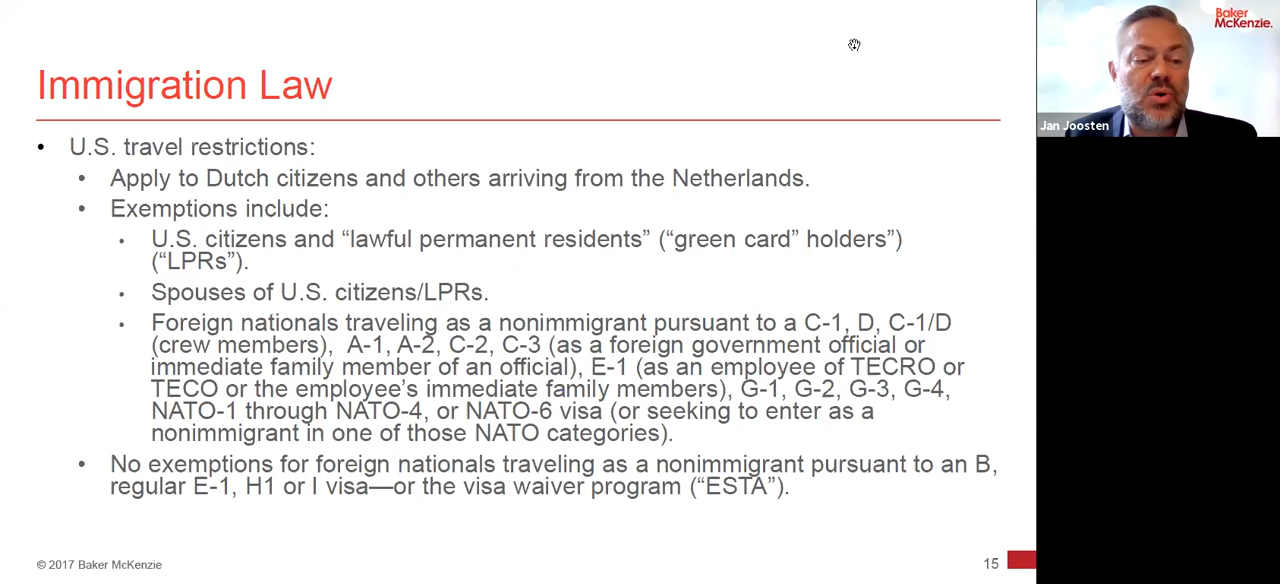 Baker
McKenzie.
Jan Joosten
Immigration Law
• U.S. travel restrictions:
• Apply to Dutch citizens and others arriving from the Netherlands.
• Exemptions include:
• U.S. citizens and “lawful permanent residents” (“green card” holders”)
(“LPRs”).
• Spouses of U.S. citizens/LPRs.
• Foreign nationals traveling as a nonimmigrant pursuant to a C-1, D, C-1/D
(crew members),  A-1, A-2, C-2, C-3 (as a foreign government official or
immediate family member of an official), E-1 (as an employee of TECRO or
TECO or the employee’s immediate family members), G-1, G-2, G-3, G-4,
NATO-1 through NATO-4, or NATO-6 visa (or seeking to enter as a
nonimmigrant in one of those NATO categories).
• No exemptions for foreign nationals traveling as a nonimmigrant pursuant to an B,
regular E-1, H1 or I visa—or the visa waiver program (“ESTA”).
© 2017 Baker McKenzie
15